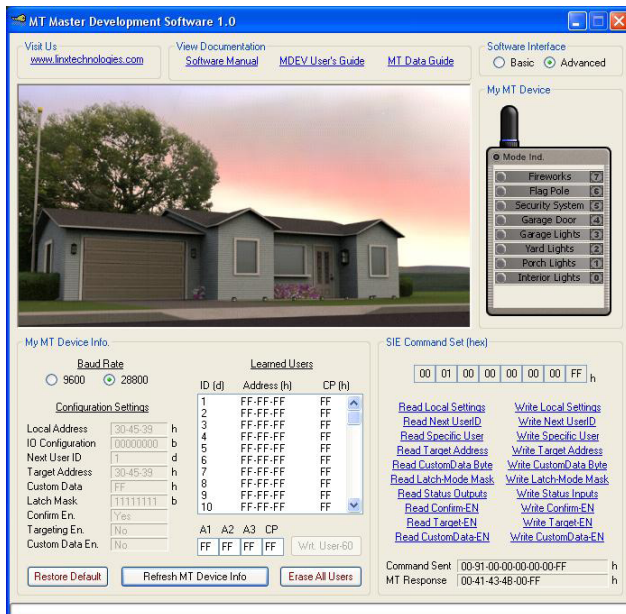 MT Master Development Software 1.0
Visit Us
www.linxtechnologies.com
View Documentation
Software Manual MDEV User's Guide MT Data Guide
Software Interface
Basic Advanced
My MT Device
Mode Ind.
Fireworks 7
Flag Pole 6
Security System 5
Garage Door 4
Garage Lights 3
Yard Lights 2
Porch Lights 1
Interior Lights 0
My MT Device Info.
Baud Rate
9600 28800
Configuration Settings
Local Address 30-45-39 h
IO Configuration 00000000 b
Next User ID 1 d
Target Address 30-45-39 h
Custom Data FF h
Latch Mask 11111111 b
Confirm En. Yes
Targeting En. No
Custom Data En. No
Learned Users
ID (d) Address (h) CP (h)
1 FF-FF-FF FF
2 FF-FF-FF FF
3 FF-FF-FF FF
4 FF-FF-FF FF
5 FF-FF-FF FF
6 FF-FF-FF FF
7 FF-FF-FF FF
8 FF-FF-FF FF
9 FF-FF-FF FF
10 FF-FF-FF FF
A1 A2 A3 CP
FF FF FF FF Wrt. User-60
Restore Default Refresh MT Device Info Erase All Users
SIE Command Set (hex)
00 01 00 00 00 00 00 FF h
Read Local Settings Write Local Settings
Read Next UserID Write Next UserID
Read Specific User Write Specific User
Read Target Address Write Target Address
Read CustomData Byte Write CustomData Byte
Read Latch-Mode Mask Write Latch-Mode Mask
Read Status Outputs Write Status Inputs
Read Confirm-EN Write Confirm-EN
Read Target-EN Write Target-EN
Read CustomData-EN Write CustomData-EN
Command Sent 00-91-00-00-00-00-00-FF h
MT Response 00-41-43-4B-00-FF h